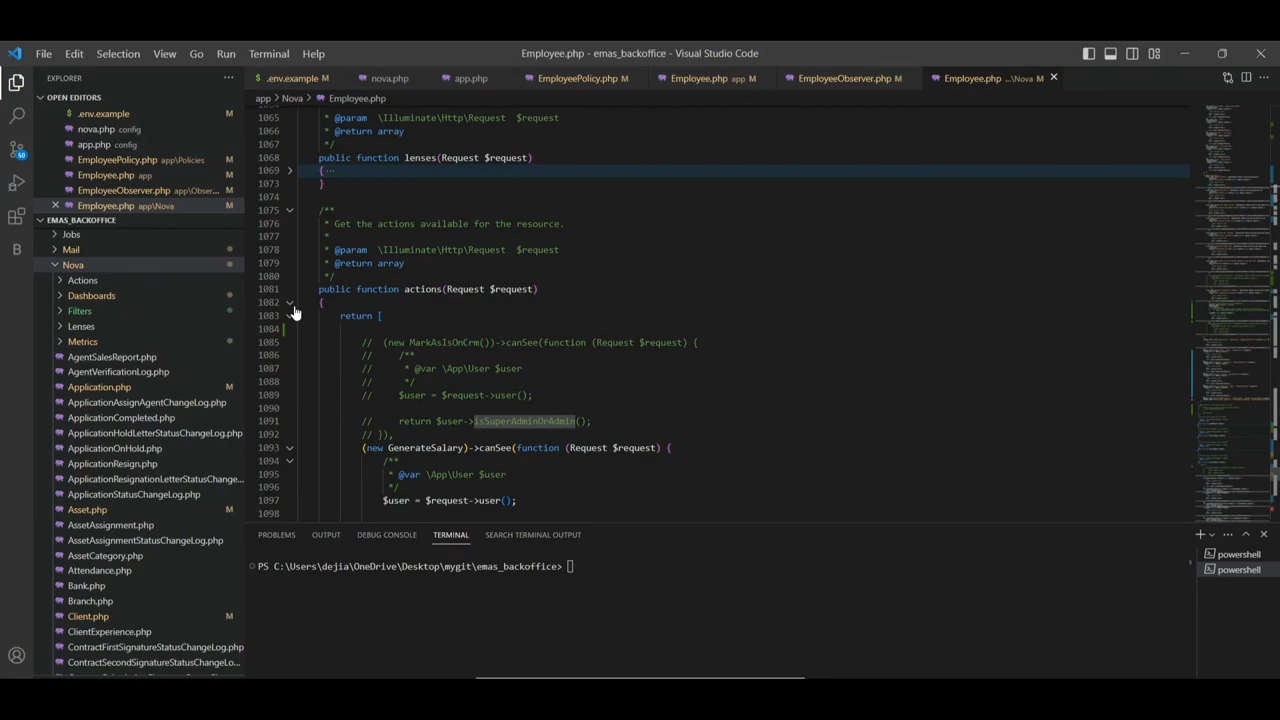 File Edit Selection View Go Run Terminal Help
Employee.php - emas_backoffice - Visual Studio Code
EXPLORER
.env.example M
nova.php
app.php
EmployeePolicy.php M
Employee.php app M
EmployeeObserver.php M
Employee.php ...\Nova M
OPEN EDITORS
.env.example M
nova.php config
app.php config
EmployeePolicy.php app\Policies M
Employee.php app M
EmployeeObserver.php app\Obser... M
Employee.php app\Nova M
EMAS_BACKOFFICE
Jobs
Mail
Nova
Actions
Dashboards
Filters
Lenses
Metrics
AgentSalesReport.php
AgentVerificationLog.php
Application.php M
ApplicationAssignAgentChangeLog.php
ApplicationCompleted.php
ApplicationHoldLetterStatusChangeLog.php
ApplicationOnHold.php
ApplicationResign.php
ApplicationResignationLetterStatusChange...
ApplicationStatusChangeLog.php
Asset.php M
AssetAssignment.php
AssetAssignmentStatusChangeLog.php
AssetCategory.php
Attendance.php
Bank.php
Branch.php
Client.php M
ClientExperience.php
ContractFirstSignatureStatusChangeLog.php
ContractSecondSignatureStatusChangeLo...
50
app > Nova > Employee.php
1065 * @param \Illuminate\Http\Request $request
1066 * @return array
1067 */
1068 public function lenses(Request $request)
1069 { ...
1073 }
1074
1075 /**
1076 * Get the actions available for the resource.
1077 *
1078 * @param \Illuminate\Http\Request $request
1079 * @return array
1080 */
1081 public function actions(Request $request)
1082 {
1083 return [
1084
1085 // (new MarkAsIsOnCrm())->canSee(function (Request $request) {
1086 // /**
1087 // * @var \App\User $user
1088 // */
1089 // $user = $request->user();
1090
1091 // return $user->isSuperAdminOrAdmin();
1092 // }),
1093 (new GenerateSalary)->canSee(function (Request $request) {
1094 /**
1095 * @var \App\User $user
1096 */
1097 $user = $request->user();
1098
PROBLEMS OUTPUT DEBUG CONSOLE TERMINAL SEARCH TERMINAL OUTPUT
PS C:\Users\dejia\OneDrive\Desktop\mygit\emas_backoffice>
powershell
powershell